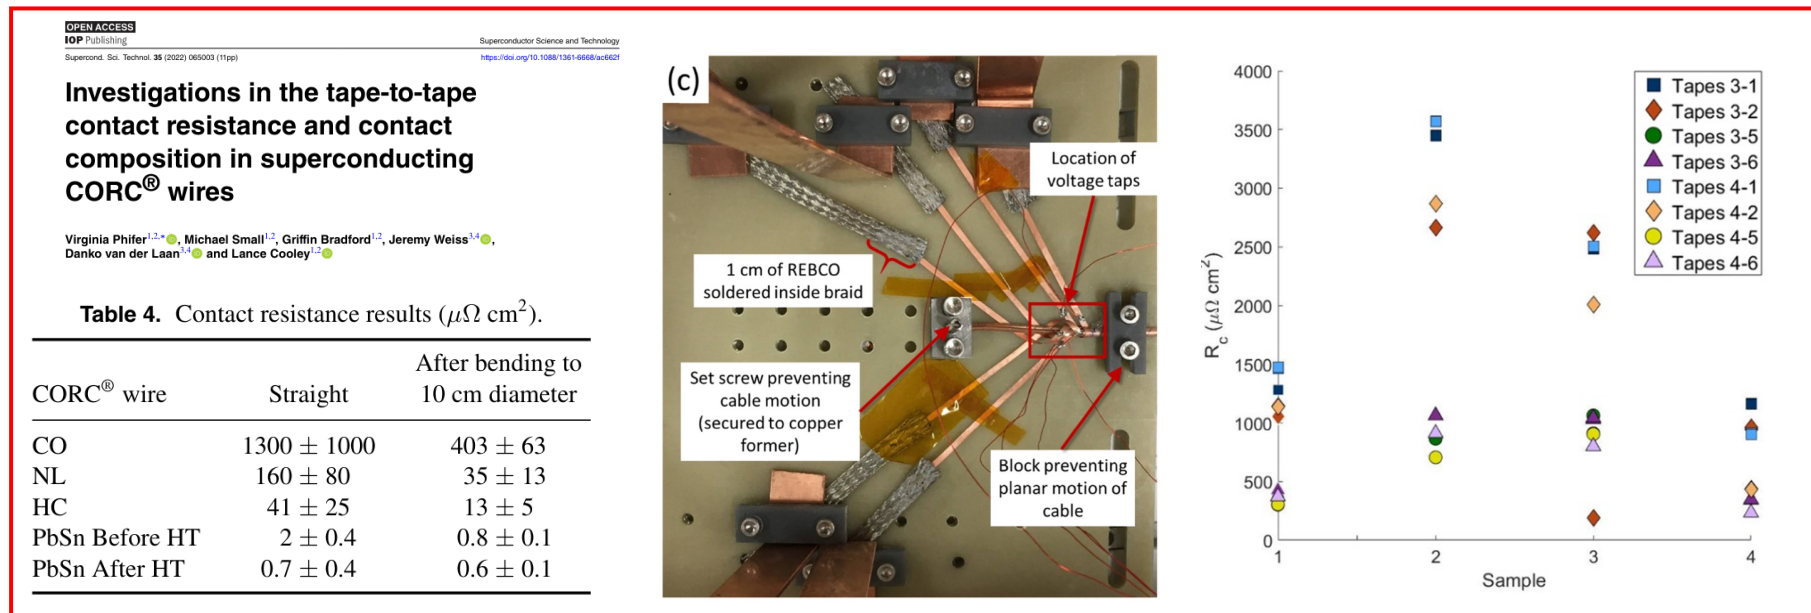 OPEN ACCESS
IOP Publishing
Superconductor Science and Technology
Supercond. Sci. Technol. 35 (2022) 065003 (11pp)
https://doi.org/10.1088/1361-6668/ac662f
Investigations in the tape-to-tape
contact resistance and contact
composition in superconducting
CORC® wires
Virginia Phifer1,2,*, Michael Small1,2, Griffin Bradford1,2, Jeremy Weiss3,4,
Danko van der Laan3,4 and Lance Cooley1,2
Table 4. Contact resistance results (μΩ cm²).
CORC® wire Straight After bending to
10 cm diameter
CO 1300 ± 1000 403 ± 63
NL 160 ± 80 35 ± 13
HC 41 ± 25 13 ± 5
PbSn Before HT 2 ± 0.4 0.8 ± 0.1
PbSn After HT 0.7 ± 0.4 0.6 ± 0.1
(c)
Location of
voltage taps
1 cm of REBCO
soldered inside braid
Set screw preventing
cable motion
(secured to copper
former)
Block preventing
planar motion of
cable
4000
3500
3000
2500
2000
1500
1000
500
0
Rc (μΩ cm²)
1 2 3 4
Sample
Tapes 3-1
Tapes 3-2
Tapes 3-5
Tapes 3-6
Tapes 4-1
Tapes 4-2
Tapes 4-5
Tapes 4-6